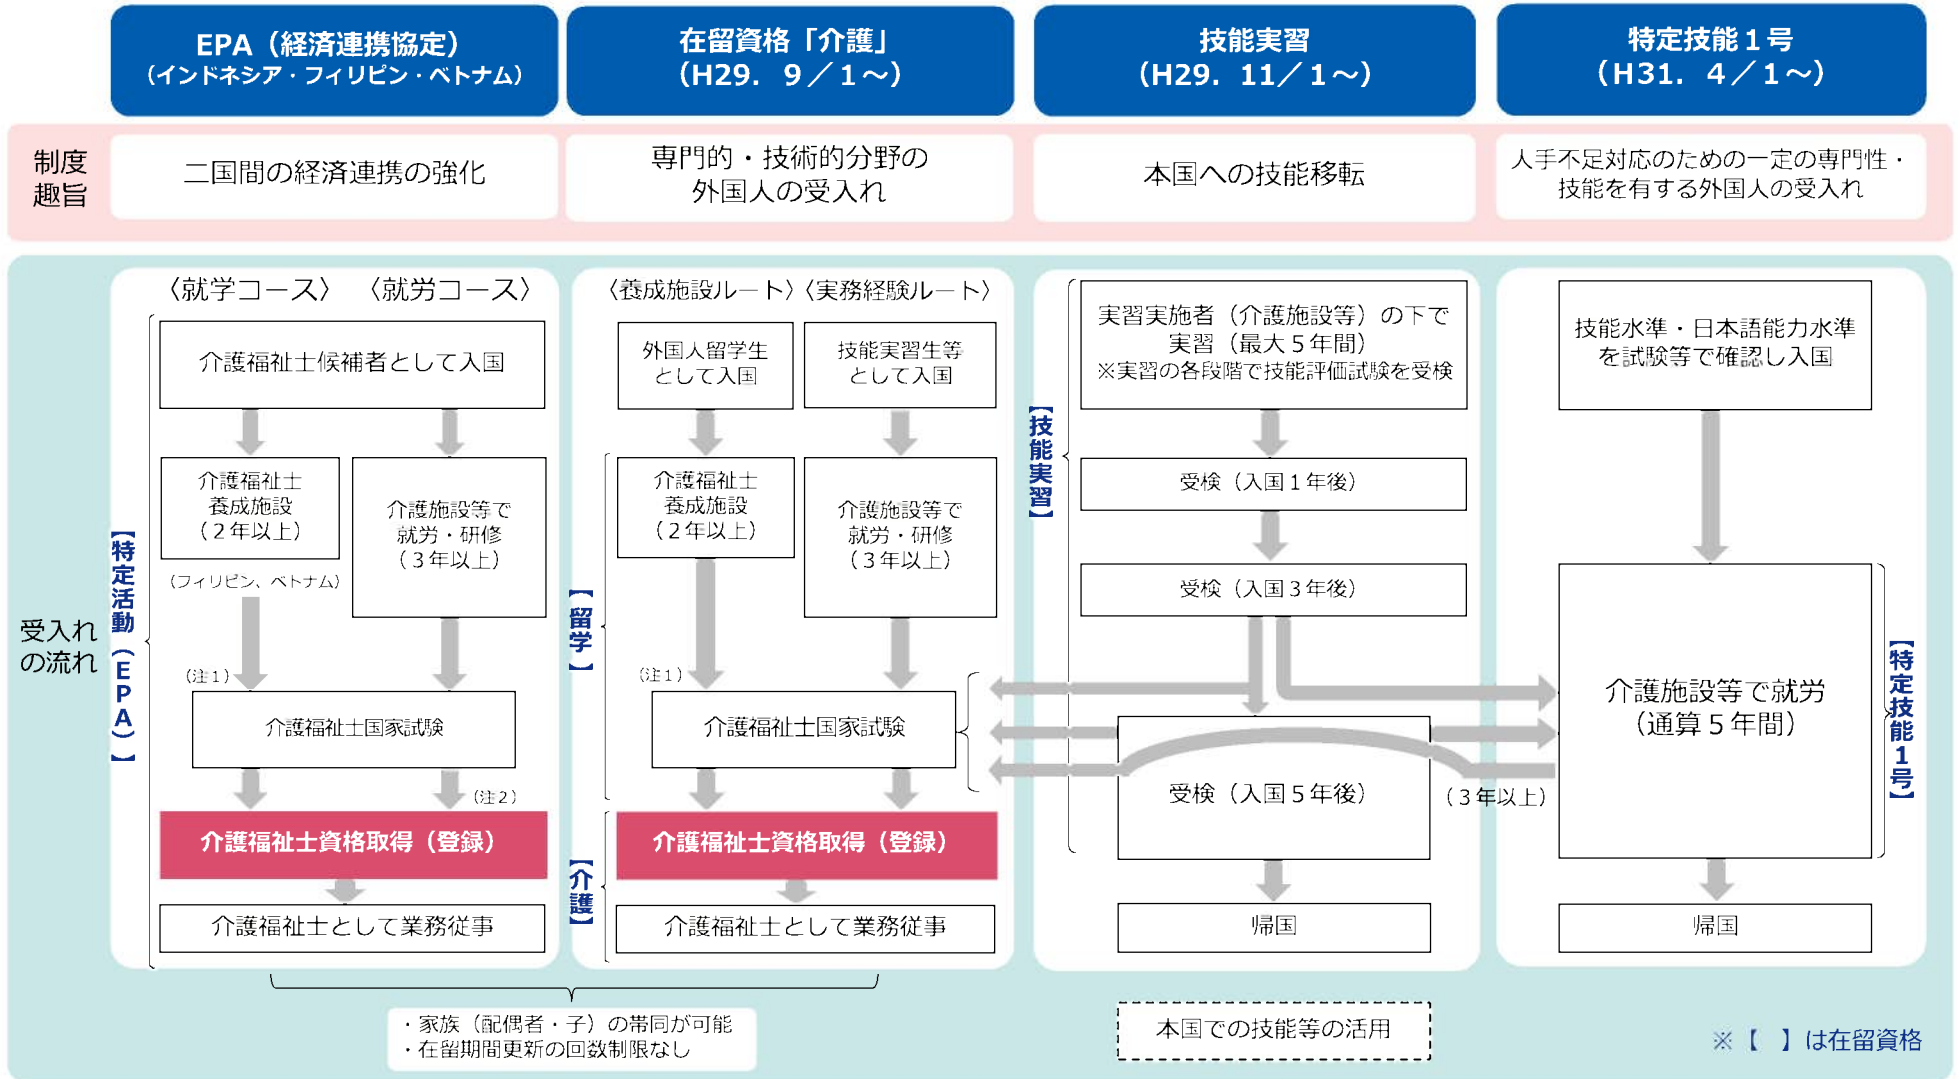 EPA（経済連携協定）
（インドネシア・フィリピン・ベトナム）
在留資格「介護」
（H29．９／１～）
技能実習
（H29．11／１～）
特定技能１号
（H31．４／１～）
制度
趣旨
二国間の経済連携の強化
専門的・技術的分野の
外国人の受入れ
本国への技能移転
人手不足対応のための一定の専門性・
技能を有する外国人の受入れ
受入れ
の流れ
【特定活動（EPA）】
〈就学コース〉
〈就労コース〉
介護福祉士候補者として入国
介護福祉士
養成施設
（２年以上）
（フィリピン、ベトナム）
介護施設等で
就労・研修
（３年以上）
（注１）
介護福祉士国家試験
（注２）
介護福祉士資格取得（登録）
介護福祉士として業務従事
〈養成施設ルート〉
〈実務経験ルート〉
外国人留学生
として入国
技能実習生等
として入国
【留学】
介護福祉士
養成施設
（２年以上）
介護施設等で
就労・研修
（３年以上）
（注１）
介護福祉士国家試験
【介護】
介護福祉士資格取得（登録）
介護福祉士として業務従事
・家族（配偶者・子）の帯同が可能
・在留期間更新の回数制限なし
【技能実習】
実習実施者（介護施設等）の下で
実習（最大５年間）
※実習の各段階で技能評価試験を受検
受検（入国１年後）
受検（入国３年後）
受検（入国５年後）
帰国
本国での技能等の活用
技能水準・日本語能力水準
を試験等で確認し入国
介護施設等で就労
（通算５年間）
（３年以上）
【特定技能１号】
帰国
※【　】は在留資格